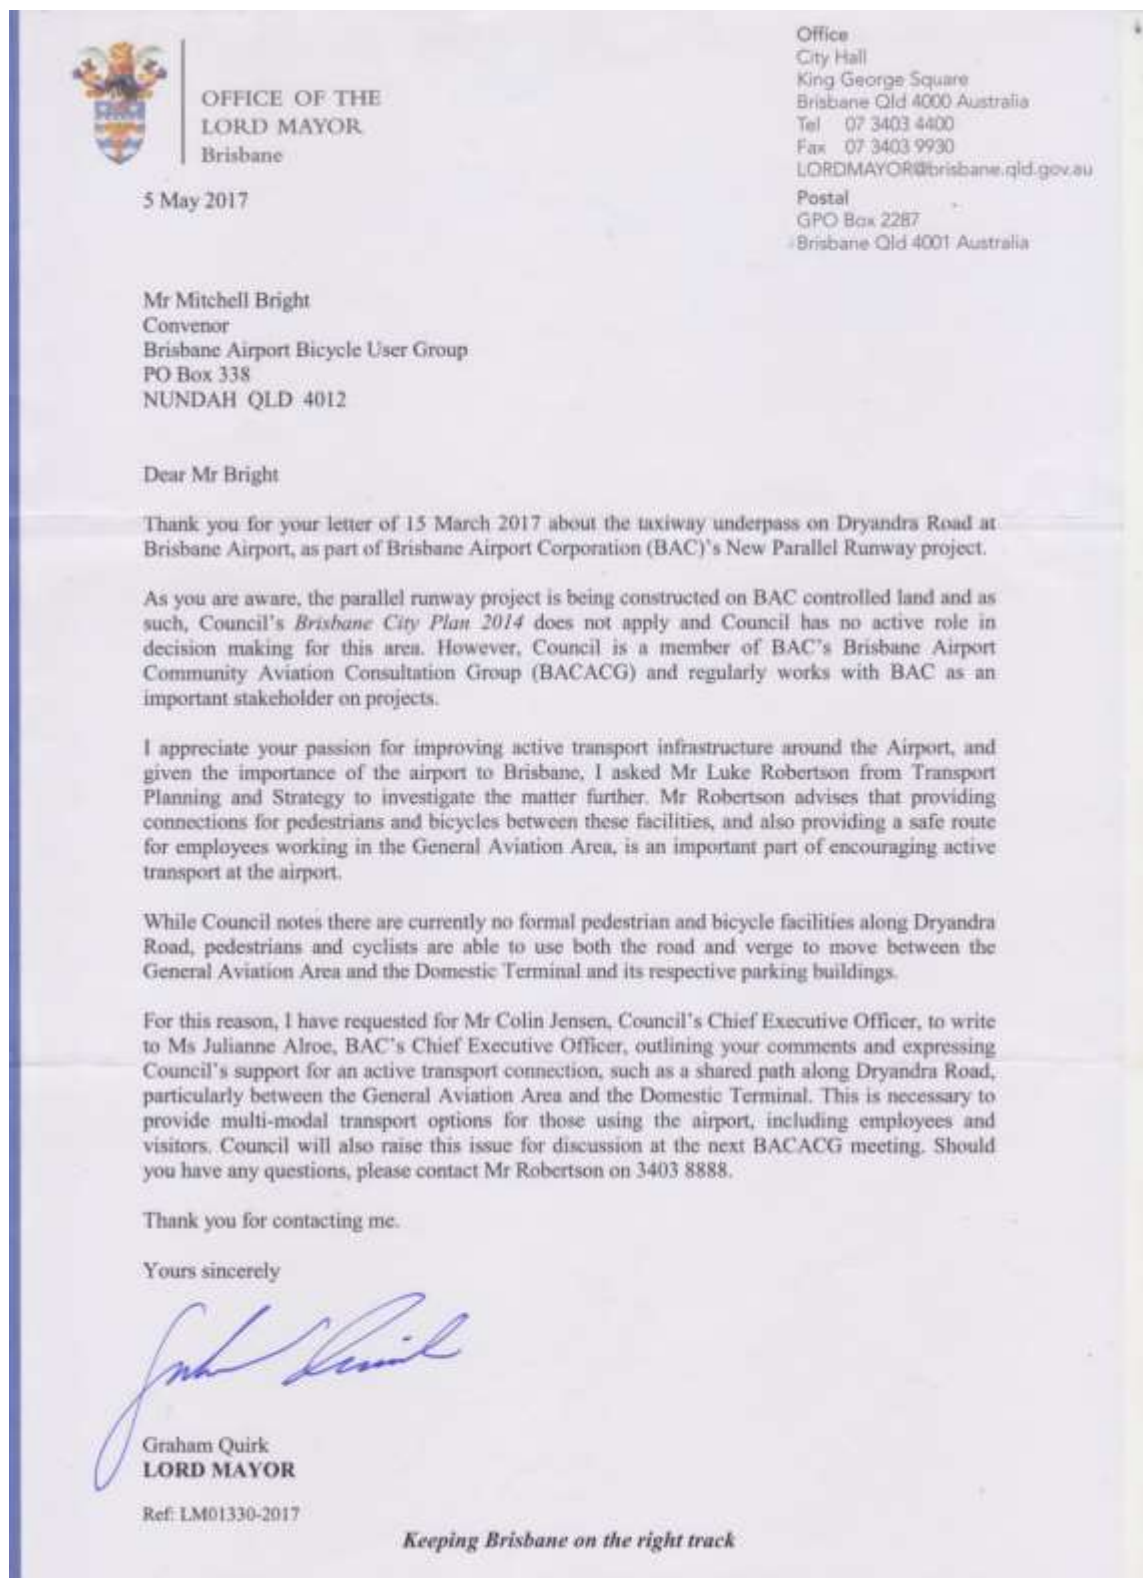 OFFICE OF THE
LORD MAYOR
Brisbane
Office
City Hall
King George Square
Brisbane Qld 4000 Australia
Tel 07 3403 4400
Fax 07 3403 9930
LORDMAYOR@brisbane.qld.gov.au
Postal
GPO Box 2287
Brisbane Qld 4001 Australia
5 May 2017
Mr Mitchell Bright
Convenor
Brisbane Airport Bicycle User Group
PO Box 338
NUNDAH QLD 4012
Dear Mr Bright
Thank you for your letter of 15 March 2017 about the taxiway underpass on Dryandra Road at
Brisbane Airport, as part of Brisbane Airport Corporation (BAC)'s New Parallel Runway project.
As you are aware, the parallel runway project is being constructed on BAC controlled land and as
such, Council's Brisbane City Plan 2014 does not apply and Council has no active role in
decision making for this area. However, Council is a member of BAC's Brisbane Airport
Community Aviation Consultation Group (BACACG) and regularly works with BAC as an
important stakeholder on projects.
I appreciate your passion for improving active transport infrastructure around the Airport, and
given the importance of the airport to Brisbane, I asked Mr Luke Robertson from Transport
Planning and Strategy to investigate the matter further. Mr Robertson advises that providing
connections for pedestrians and bicycles between these facilities, and also providing a safe route
for employees working in the General Aviation Area, is an important part of encouraging active
transport at the airport.
While Council notes there are currently no formal pedestrian and bicycle facilities along Dryandra
Road, pedestrians and cyclists are able to use both the road and verge to move between the
General Aviation Area and the Domestic Terminal and its respective parking buildings.
For this reason, I have requested for Mr Colin Jensen, Council's Chief Executive Officer, to write
to Ms Julianne Alroe, BAC's Chief Executive Officer, outlining your comments and expressing
Council's support for an active transport connection, such as a shared path along Dryandra Road,
particularly between the General Aviation Area and the Domestic Terminal. This is necessary to
provide multi-modal transport options for those using the airport, including employees and
visitors. Council will also raise this issue for discussion at the next BACACG meeting. Should
you have any questions, please contact Mr Robertson on 3403 8888.
Thank you for contacting me.
Yours sincerely
Graham Quirk
LORD MAYOR
Ref: LM01330-2017
Keeping Brisbane on the right track